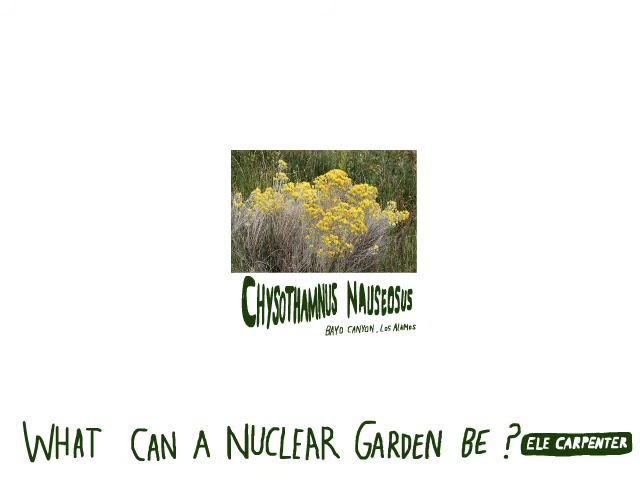 CHYSOTHAMNUS NAUSEOSUS
BAYO CANYON, LOS ALAMOS
WHAT CAN A NUCLEAR GARDEN BE? ELE CARPENTER